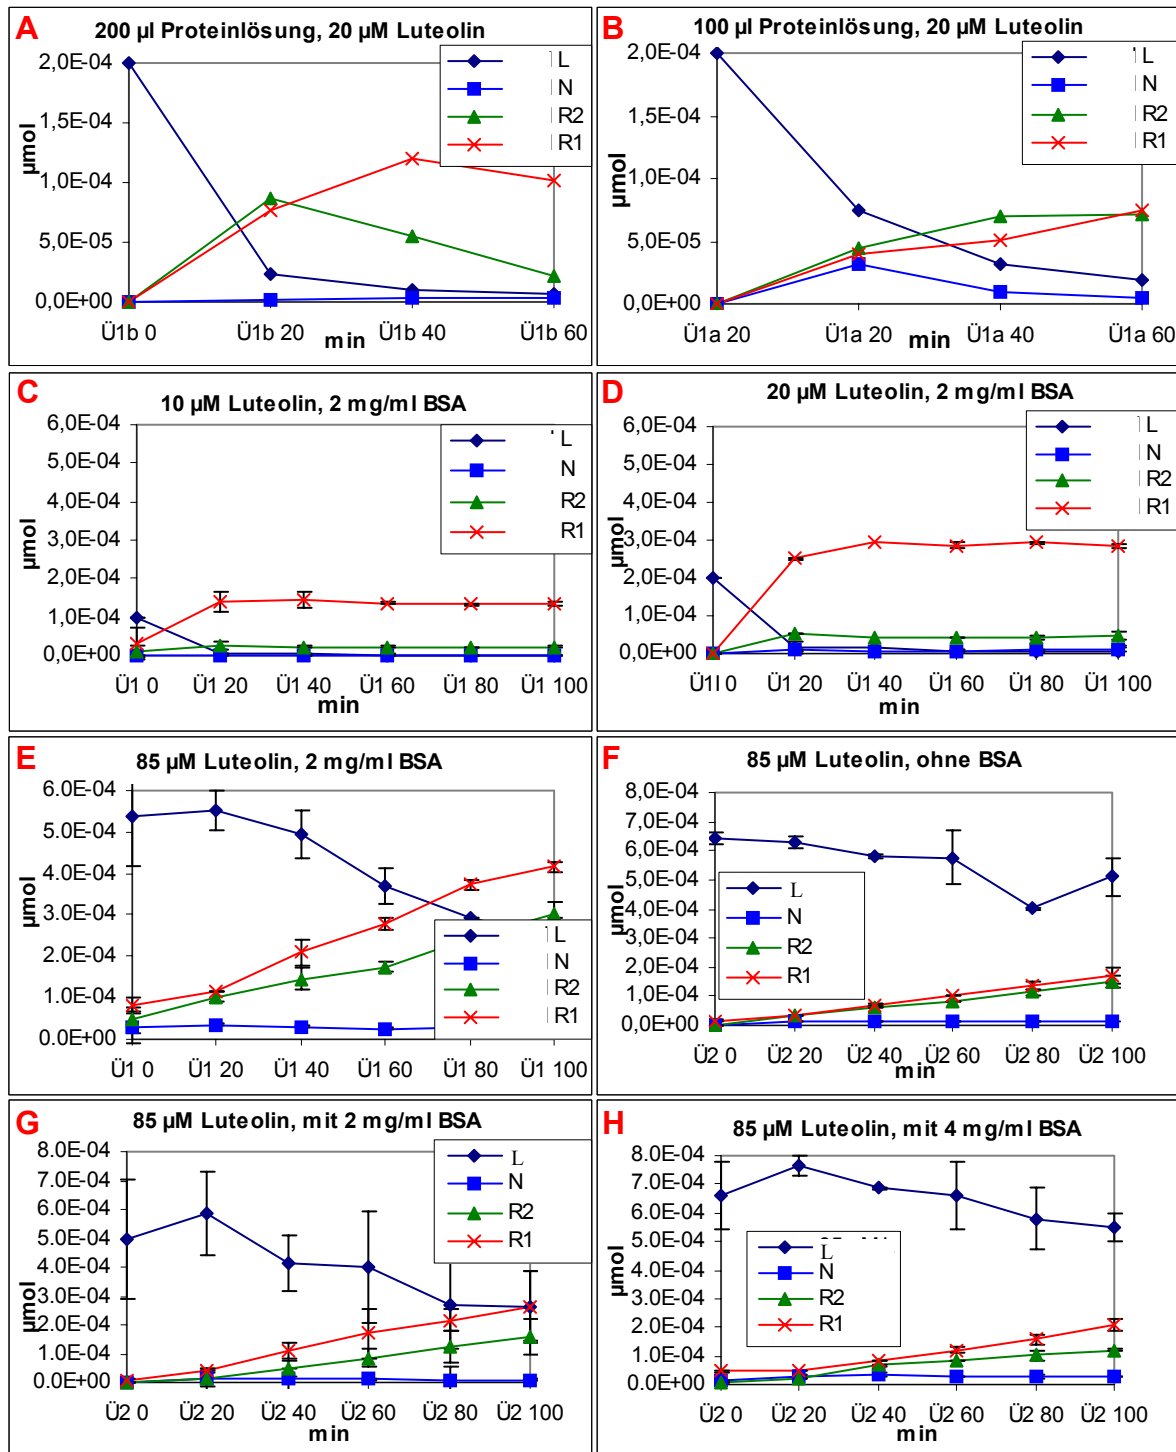 A
200 µl Proteinlösung, 20 µM Luteolin
2,0E-04
1,5E-04
1,0E-04
5,0E-05
0,0E+00
µmol
L
N
R2
R1
Ü1b 0 Ü1b 20 Ü1b 40 Ü1b 60
min
B
100 µl Proteinlösung, 20 µM Luteolin
2,0E-04
1,5E-04
1,0E-04
5,0E-05
0,0E+00
µmol
L
N
R2
R1
Ü1a 20 Ü1a 20 Ü1a 40 Ü1a 60
min
C
10 µM Luteolin, 2 mg/ml BSA
6,0E-04
5,0E-04
4,0E-04
3,0E-04
2,0E-04
1,0E-04
0,0E+00
µmol
L
N
R2
R1
Ü1 0 Ü1 20 Ü1 40 Ü1 60 Ü1 80 Ü1 100
min
D
20 µM Luteolin, 2 mg/ml BSA
6,0E-04
5,0E-04
4,0E-04
3,0E-04
2,0E-04
1,0E-04
0,0E+00
µmol
L
N
R2
R1
Ü1I 0 Ü1 20 Ü1 40 Ü1 60 Ü1 80 Ü1 100
min
E
85 µM Luteolin, 2 mg/ml BSA
6.0E-04
5.0E-04
4.0E-04
3.0E-04
2.0E-04
1.0E-04
0.0E+00
µmol
L
N
R2
R1
Ü1 0 Ü1 20 Ü1 40 Ü1 60 Ü1 80 Ü1 100
F
85 µM Luteolin, ohne BSA
8,0E-04
7,0E-04
6,0E-04
5,0E-04
4,0E-04
3,0E-04
2,0E-04
1,0E-04
0,0E+00
µmol
L
N
R2
R1
Ü2 0 Ü2 20 Ü2 40 Ü2 60 Ü2 80 Ü2 100
min
G
85 µM Luteolin, mit 2 mg/ml BSA
8.0E-04
7.0E-04
6.0E-04
5.0E-04
4.0E-04
3.0E-04
2.0E-04
1.0E-04
0.0E+00
µmol
L
N
R2
R1
Ü2 0 Ü2 20 Ü2 40 Ü2 60 Ü2 80 Ü2 100
min
H
85 µM Luteolin, mit 4 mg/ml BSA
8.0E-04
7.0E-04
6.0E-04
5.0E-04
4.0E-04
3.0E-04
2.0E-04
1.0E-04
0.0E+00
µmol
L
N
R2
R1
Ü2 0 Ü2 20 Ü2 40 Ü2 60 Ü2 80 Ü2 100
min